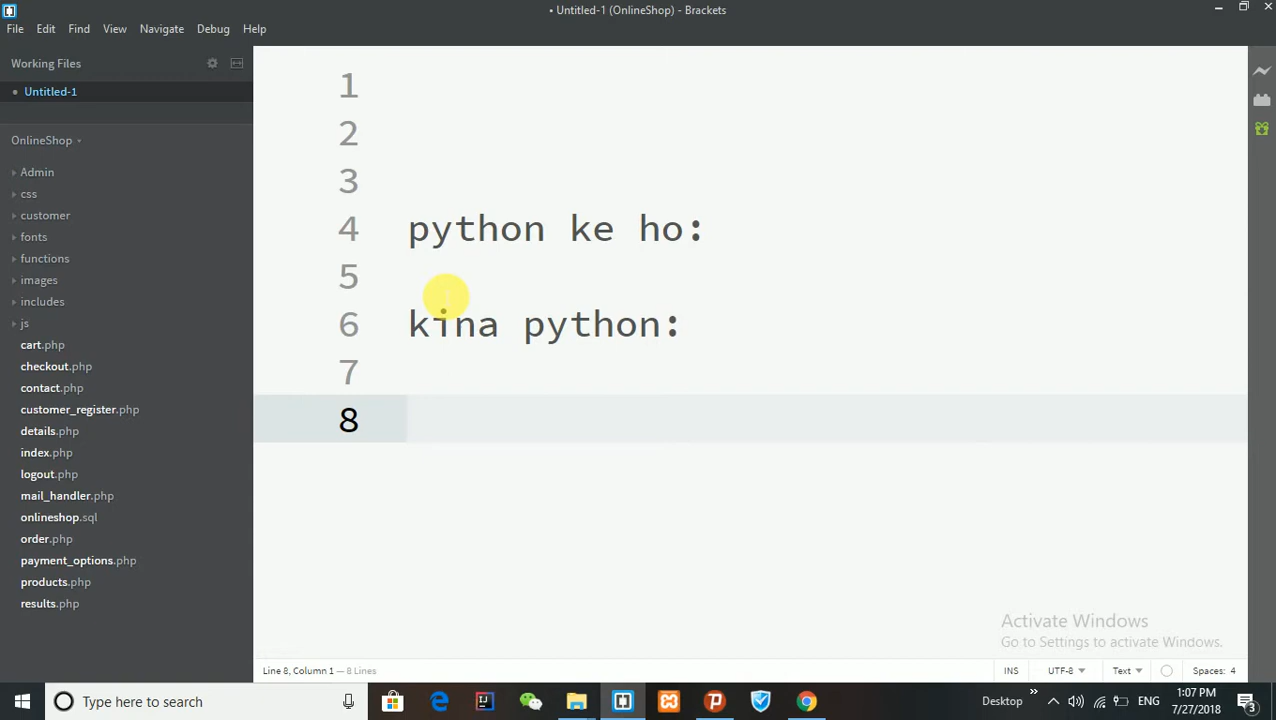 • Untitled-1 (OnlineShop) - Brackets
File Edit Find View Navigate Debug Help
Working Files
• Untitled-1
OnlineShop
Admin
css
customer
fonts
functions
images
includes
js
cart.php
checkout.php
contact.php
customer_register.php
details.php
index.php
logout.php
mail_handler.php
onlineshop.sql
order.php
payment_options.php
products.php
results.php
1
2
3
4 python ke ho:
5
6 kina python:
7
8
Activate Windows
Go to Settings to activate Windows.
Line 8, Column 1 — 8 Lines INS UTF-8 Text Spaces: 4
Type here to search
Desktop » ENG
1:07 PM
7/27/2018
3